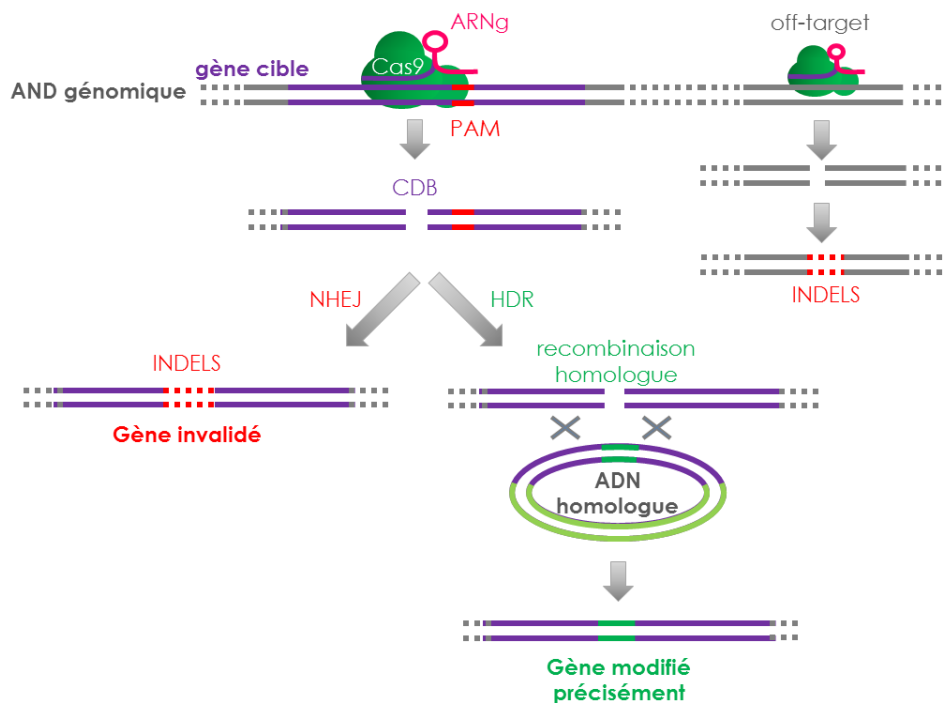 ARNg
off-target
Cas9
gène cible
AND génomique
PAM
CDB
INDELS
NHEJ
HDR
INDELS
recombinaison
homologue
Gène invalidé
ADN
homologue
Gène modifié
précisément